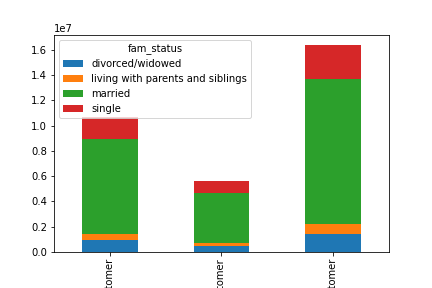 1e7
fam_status
divorced/widowed
living with parents and siblings
married
single
1.6
1.4
1.2
1.0
0.8
0.6
0.4
0.2
0.0
tomer
tomer
tomer